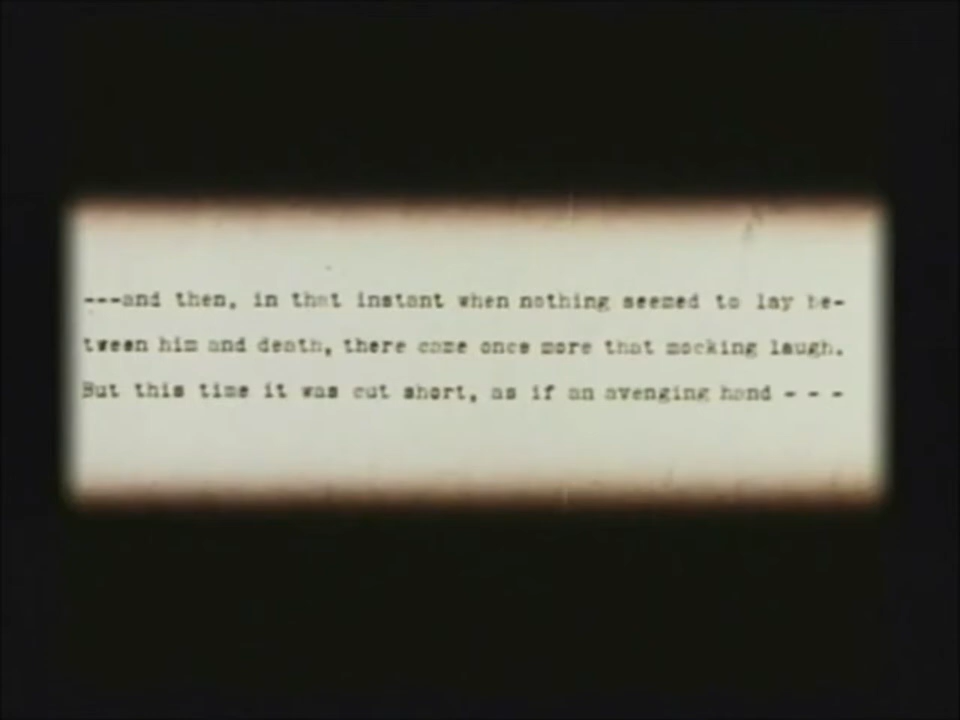 ---and then, in that instant when nothing seemed to lay be-
tween him and death, there came once more that mocking laugh.
But this time it was cut short, as if an avenging hand - - -